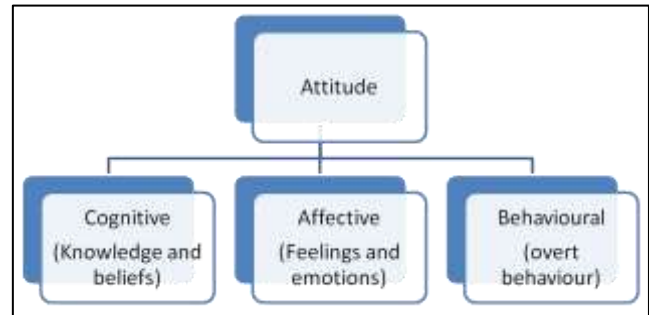 Attitude
Cognitive
(Knowledge and
beliefs)
Affective
(Feelings and
emotions)
Behavioural
(overt
behaviour)